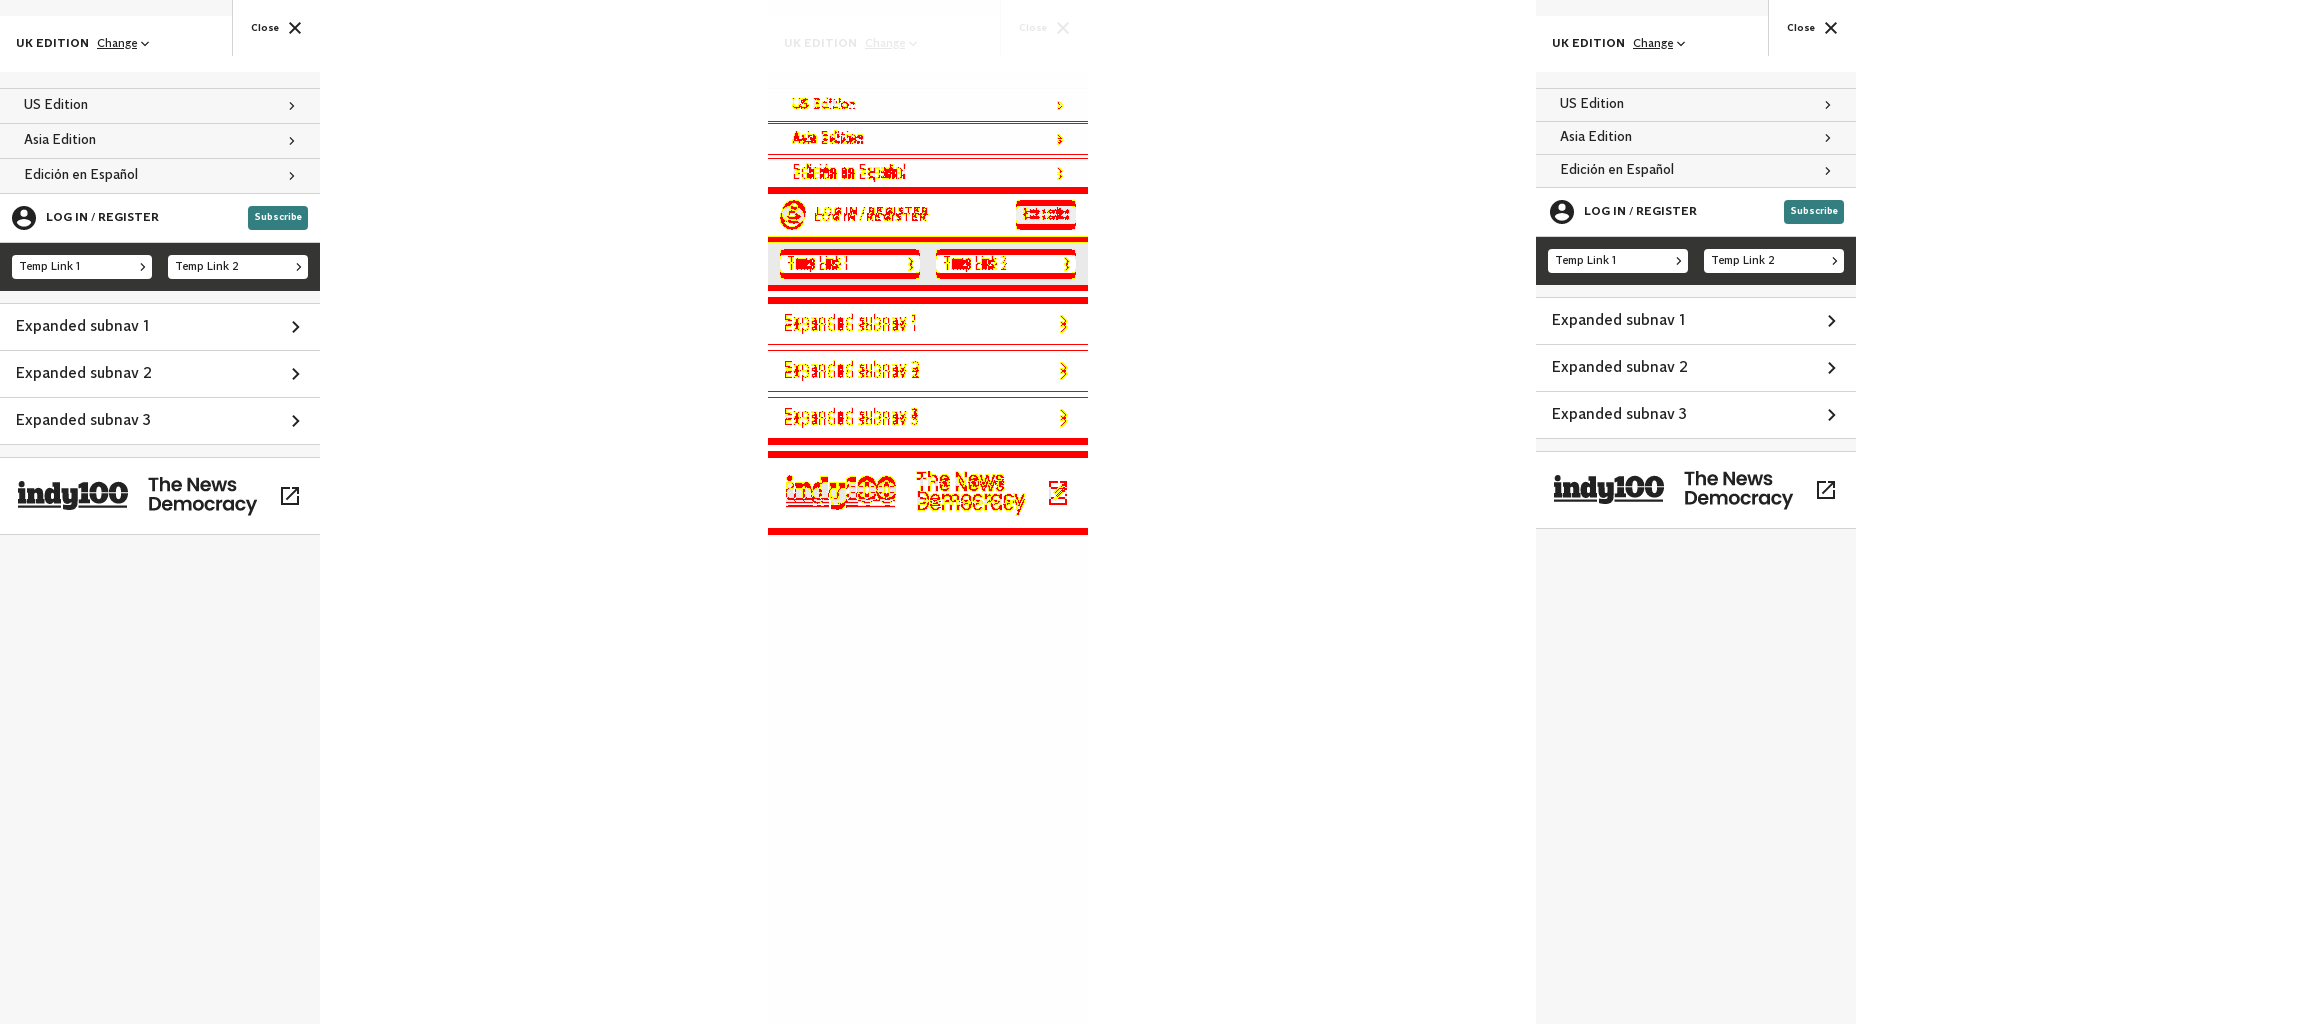 Close
UK EDITION Change
US Edition
Asia Edition
Edición en Español
LOG IN / REGISTER Subscribe
Temp Link 1 Temp Link 2
Expanded subnav 1
Expanded subnav 2
Expanded subnav 3
indy100 The News
Democracy
Close
UK EDITION Change
US Edition
Asia Edition
Edición en Español
LOG IN / REGISTER
Temp Link 1 Temp Link 2
Expanded subnav 1
Expanded subnav 2
Expanded subnav 3
indy100 The News
Democracy
Close
UK EDITION Change
US Edition
Asia Edition
Edición en Español
LOG IN / REGISTER Subscribe
Temp Link 1 Temp Link 2
Expanded subnav 1
Expanded subnav 2
Expanded subnav 3
indy100 The News
Democracy